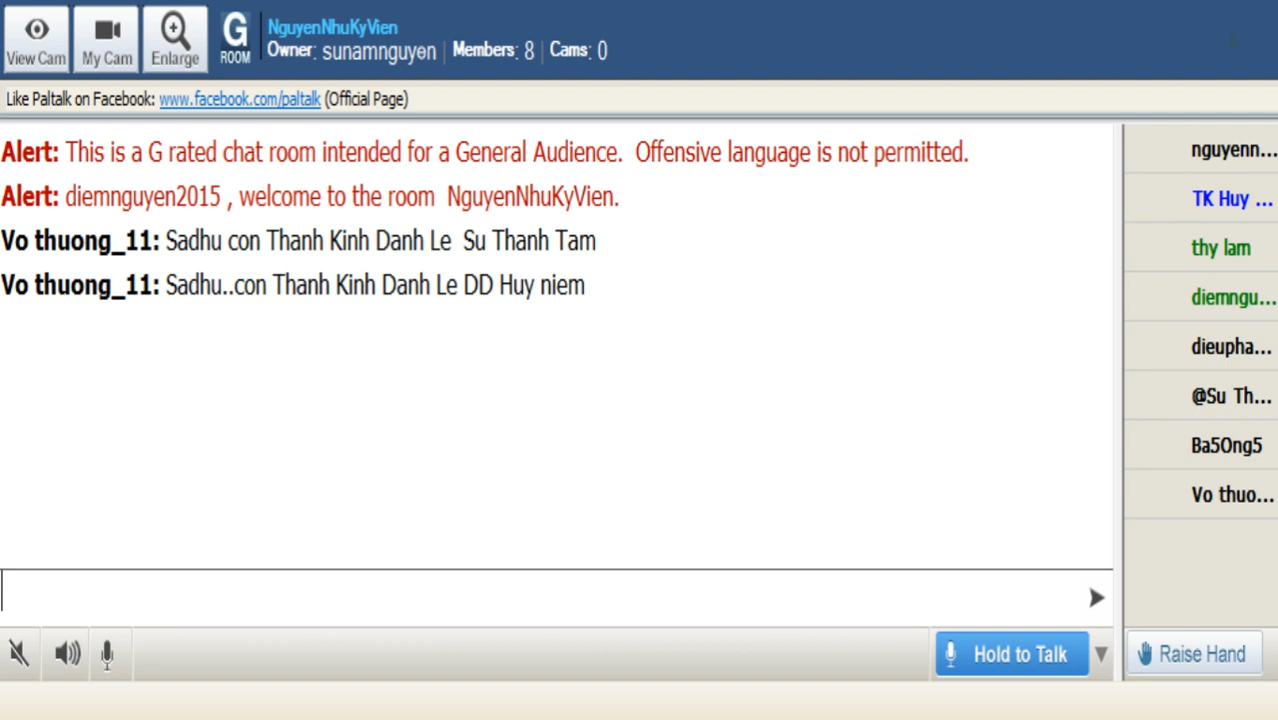 View Cam
My Cam
Enlarge
G
ROOM
NguyenNhuKyVien
Owner: sunamnguyen | Members: 8 | Cams: 0
Like Paltalk on Facebook: www.facebook.com/paltalk (Official Page)
Alert: This is a G rated chat room intended for a General Audience. Offensive language is not permitted.
Alert: diemnguyen2015 , welcome to the room NguyenNhuKyVien.
Vo thuong_11: Sadhu con Thanh Kinh Danh Le Su Thanh Tam
Vo thuong_11: Sadhu..con Thanh Kinh Danh Le DD Huy niem
nguyenn...
TK Huy ...
thy lam
diemngu...
dieupha...
@Su Th...
Ba5Ong5
Vo thuo...
Hold to Talk
Raise Hand